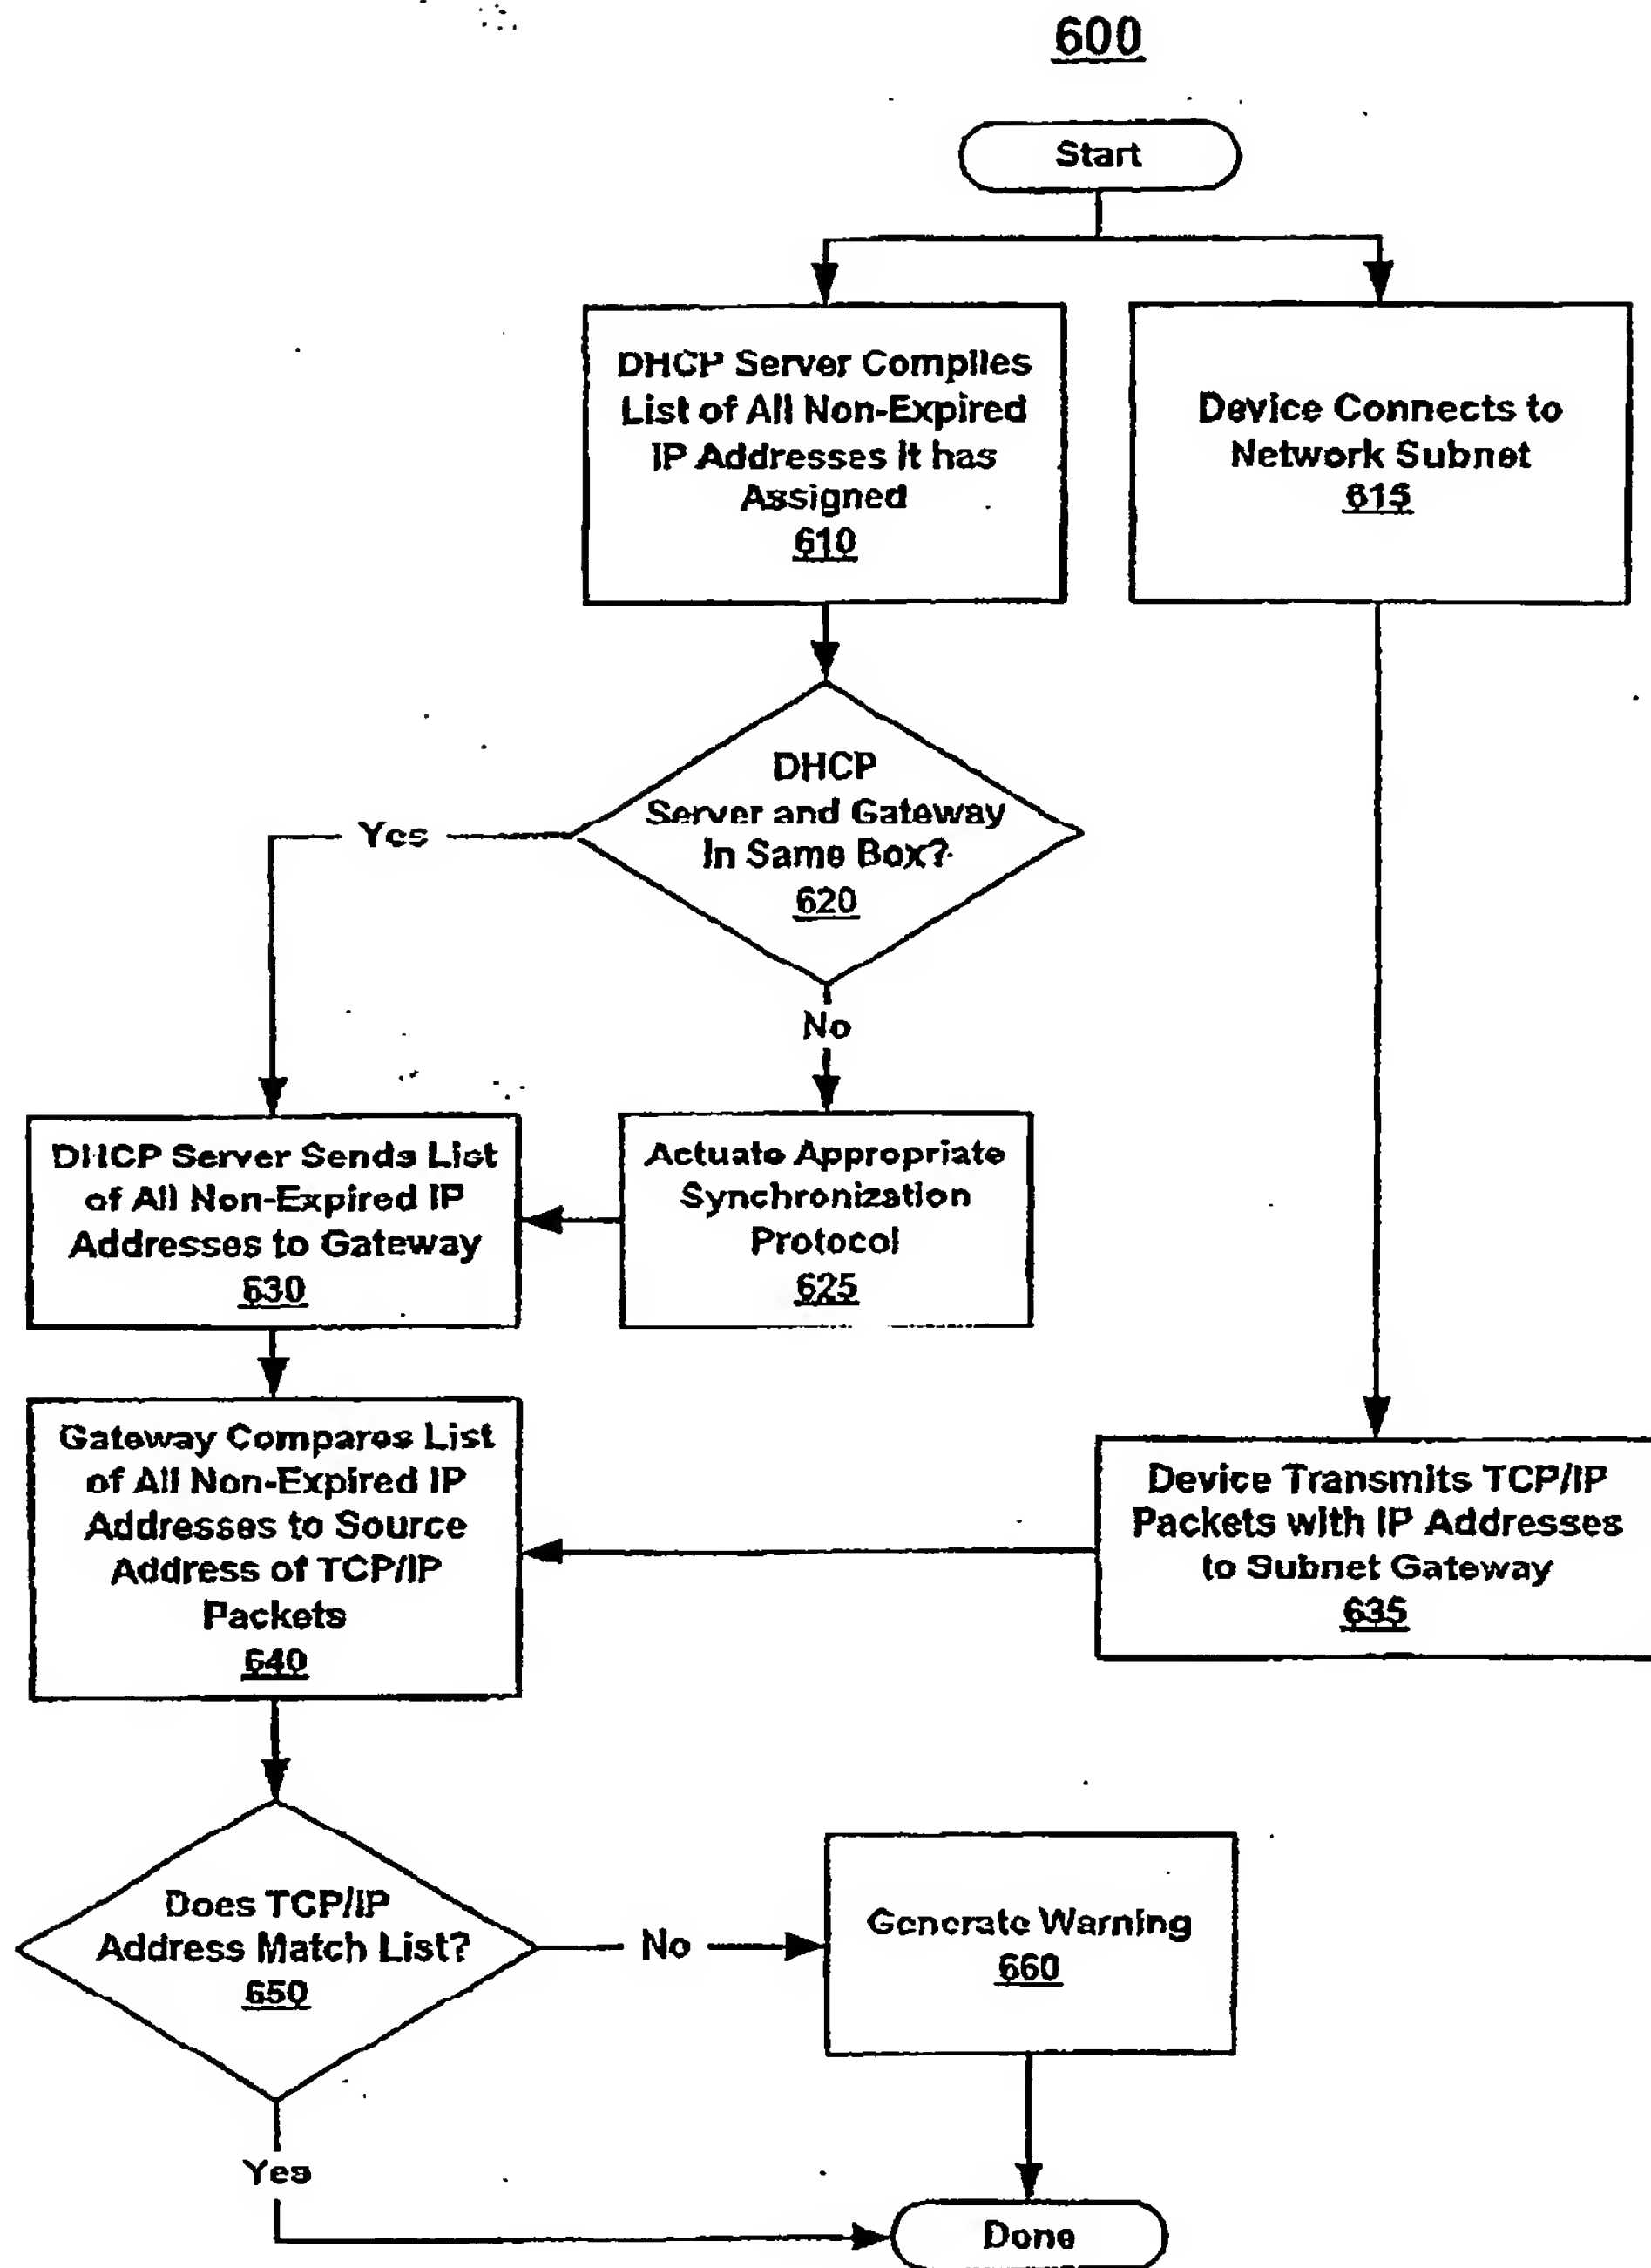 600
Start
DHCP Server Compiles
List of All Non-Expired
IP Addresses it has
Assigned
610
Device Connects to
Network Subnet
615
DHCP
Server and Gateway
In Same Box?
620
Yes
No
DHCP Server Sends List
of All Non-Expired IP
Addresses to Gateway
630
Actuate Appropriate
Synchronization
Protocol
625
Gateway Compares List
of All Non-Expired IP
Addresses to Source
Address of TCP/IP
Packets
640
Device Transmits TCP/IP
Packets with IP Addresses
to Subnet Gateway
635
Does TCP/IP
Address Match List?
650
No
Generate Warning
660
Yes
Done